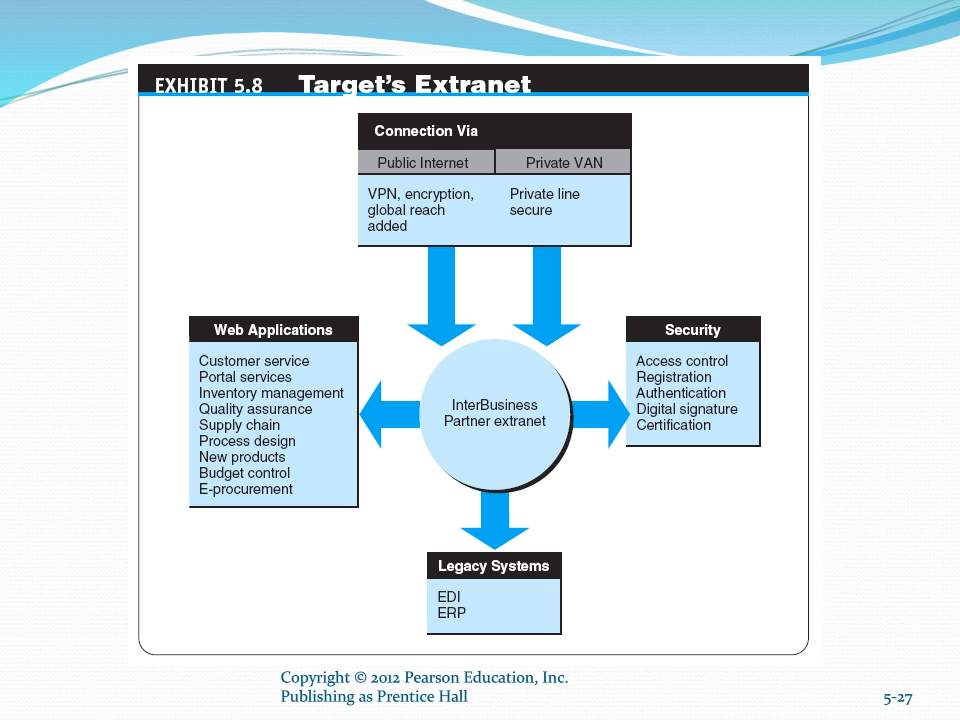 EXHIBIT 5.8 Target's Extranet
Connection Via
Public Internet Private VAN
VPN, encryption,
global reach
added
Private line
secure
Web Applications
Customer service
Portal services
Inventory management
Quality assurance
Supply chain
Process design
New products
Budget control
E-procurement
InterBusiness
Partner extranet
Security
Access control
Registration
Authentication
Digital signature
Certification
Legacy Systems
EDI
ERP
Copyright © 2012 Pearson Education, Inc.
Publishing as Prentice Hall
5-27